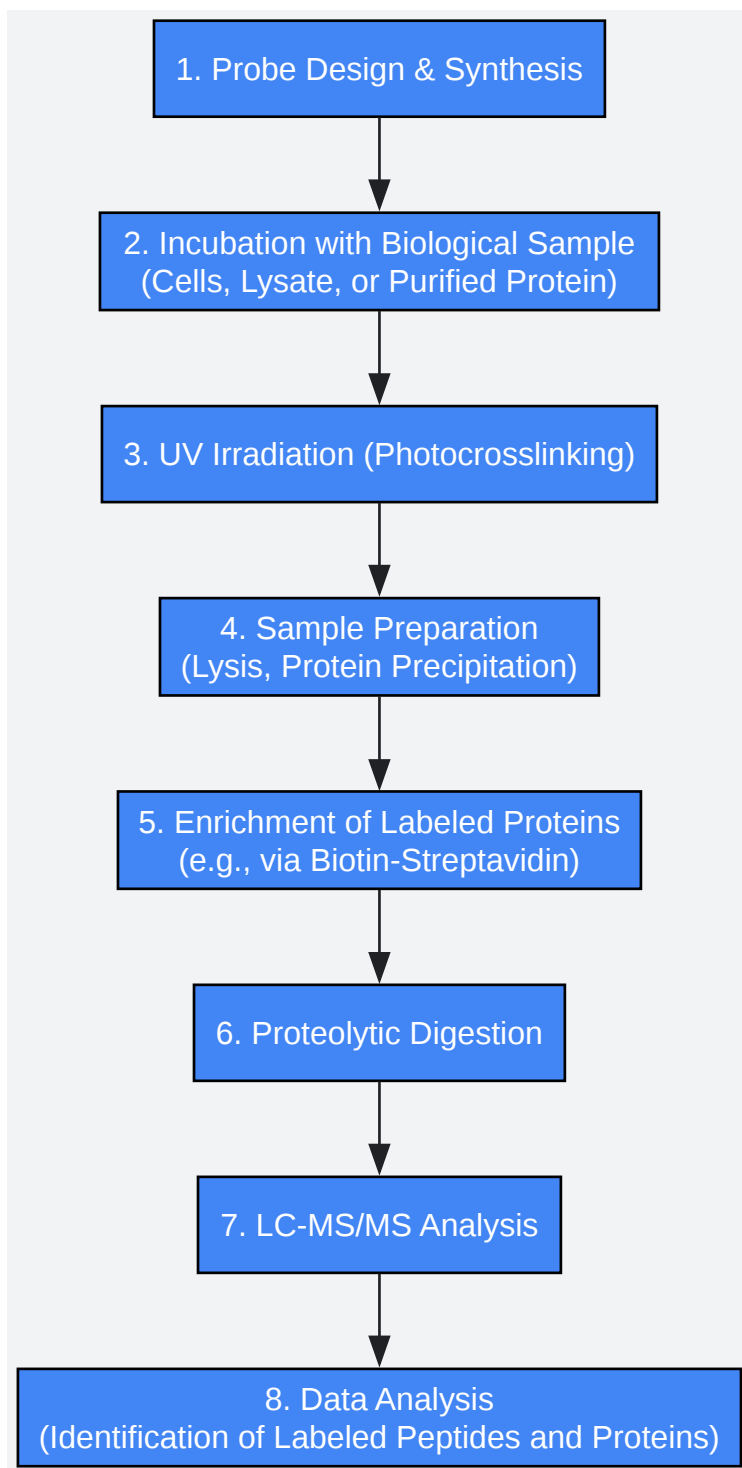 1. Probe Design & Synthesis
2. Incubation with Biological Sample
(Cells, Lysate, or Purified Protein)
3. UV Irradiation (Photocrosslinking)
4. Sample Preparation
(Lysis, Protein Precipitation)
5. Enrichment of Labeled Proteins
(e.g., via Biotin-Streptavidin)
6. Proteolytic Digestion
7. LC-MS/MS Analysis
8. Data Analysis
(Identification of Labeled Peptides and Proteins)